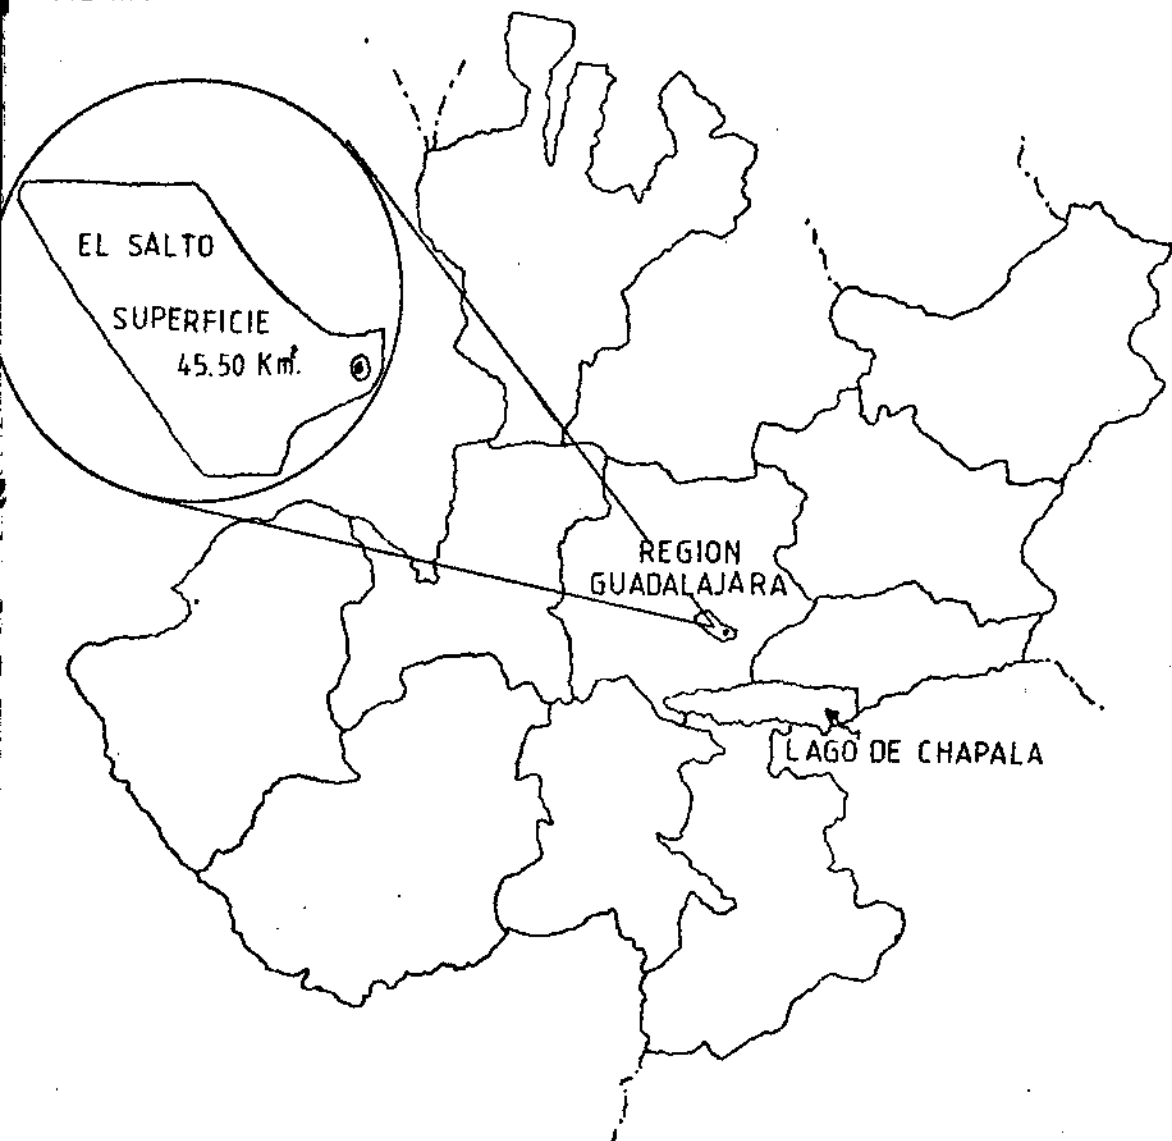 EL SALTO
SUPERFICIE
45.50 Km².
REGION
GUADALAJARA
LAGO DE CHAPALA